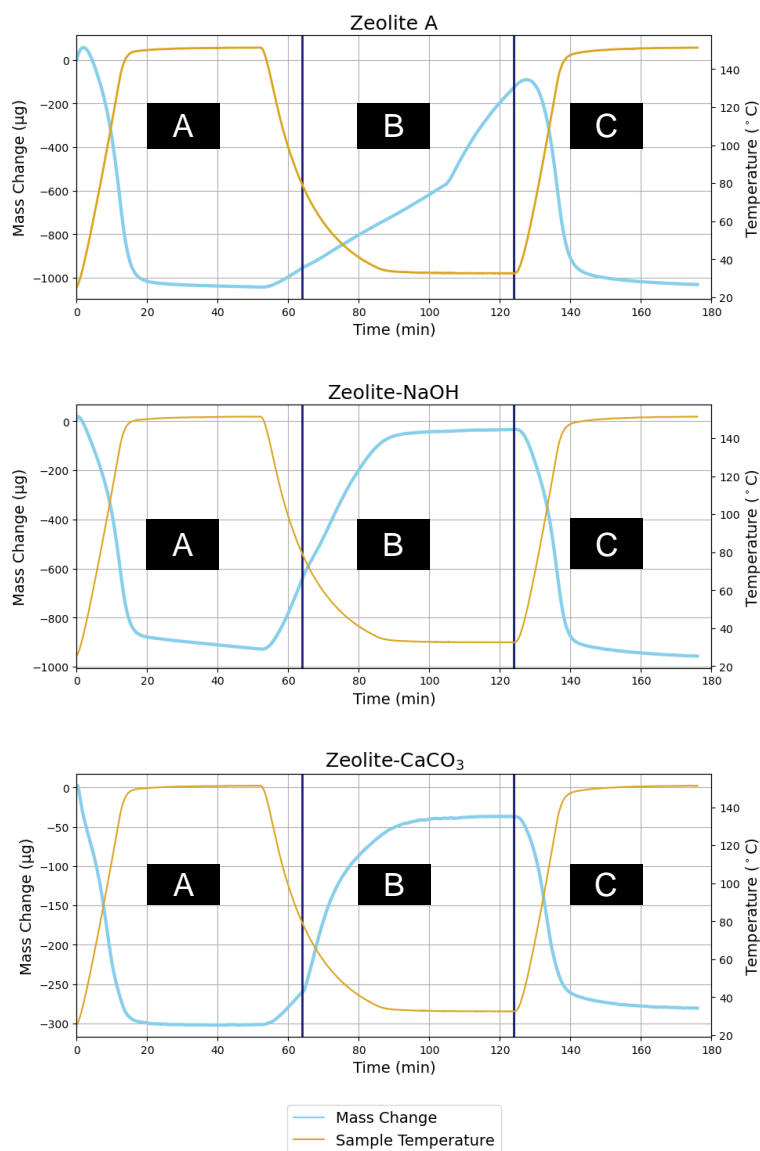 Zeolite A
Mass Change (µg)
0
−200
−400
−600
−800
−1000
A
B
C
140
120
100
80
60
40
20
Temperature (°C)
0 20 40 60 80 100 120 140 160 180
Time (min)
Zeolite-NaOH
Mass Change (µg)
0
−200
−400
−600
−800
−1000
A
B
C
140
120
100
80
60
40
20
Temperature (°C)
0 20 40 60 80 100 120 140 160 180
Time (min)
Zeolite-CaCO₃
Mass Change (µg)
0
−50
−100
−150
−200
−250
−300
A
B
C
140
120
100
80
60
40
20
Temperature (°C)
0 20 40 60 80 100 120 140 160 180
Time (min)
Mass Change
Sample Temperature